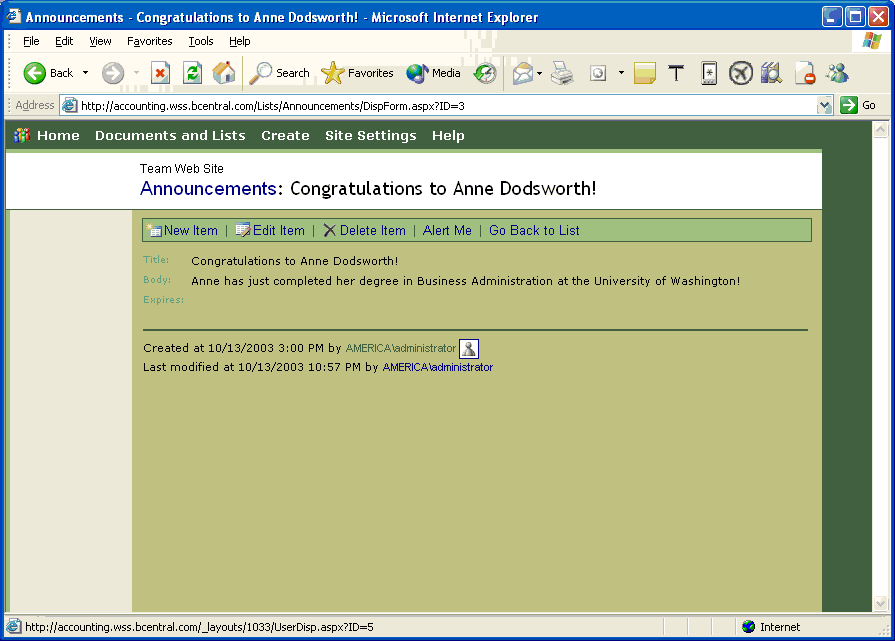 Announcements - Congratulations to Anne Dodsworth! - Microsoft Internet Explorer
File Edit View Favorites Tools Help
Back Search Favorites Media
Address http://accounting.wss.bcentral.com/Lists/Announcements/DispForm.aspx?ID=3 Go
Home Documents and Lists Create Site Settings Help
Team Web Site
Announcements: Congratulations to Anne Dodsworth!
New Item | Edit Item | Delete Item | Alert Me | Go Back to List
Title: Congratulations to Anne Dodsworth!
Body: Anne has just completed her degree in Business Administration at the University of Washington!
Expires:
Created at 10/13/2003 3:00 PM by AMERICA\administrator
Last modified at 10/13/2003 10:57 PM by AMERICA\administrator
http://accounting.wss.bcentral.com/_layouts/1033/UserDisp.aspx?ID=5 Internet